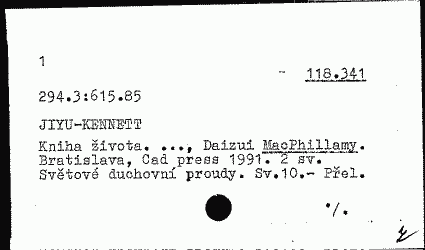 1
118.341
294.3:615.85
JIYU-KENNETT
Kniha života. ..., Daizui MacPhillamy.
Bratislava, Cad press 1991. 2 sv.
Světové duchovní proudy. Sv.10.- Přel.